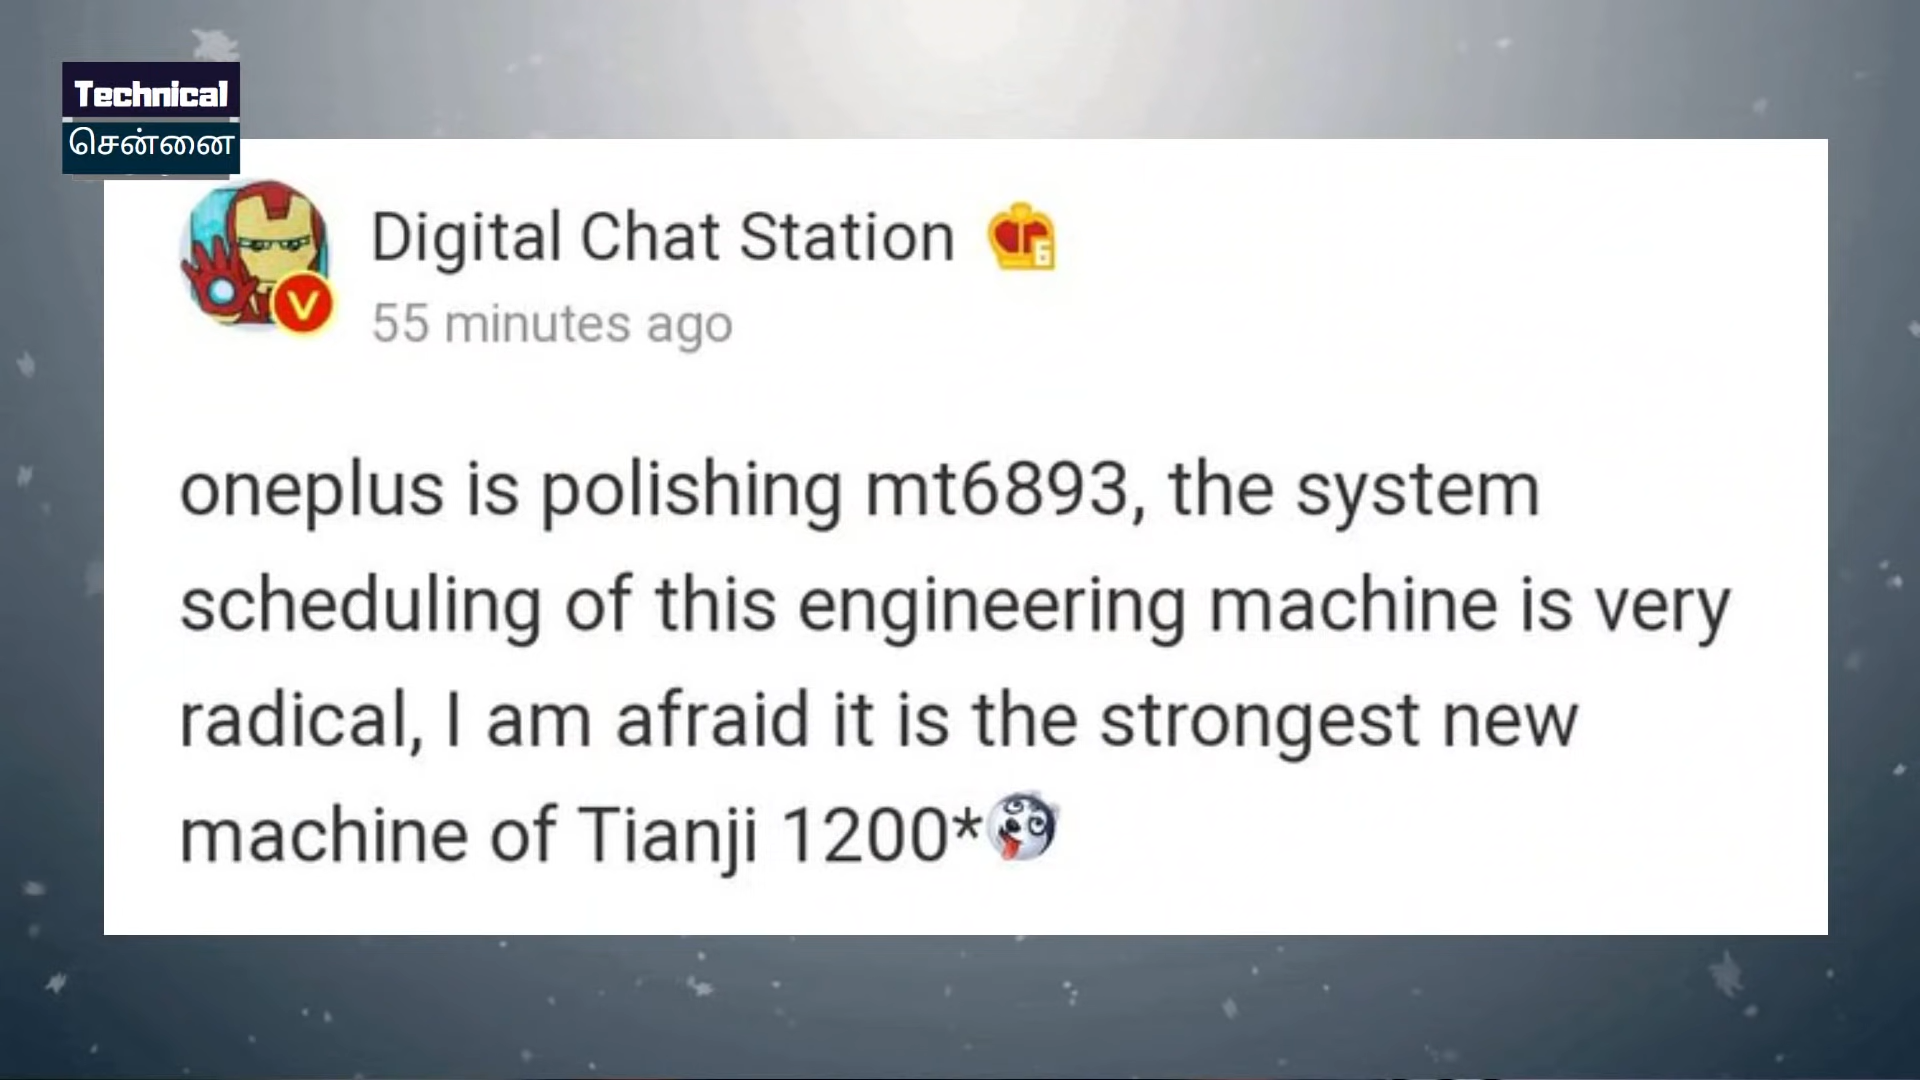 Technical
சென்னை
Digital Chat Station
6
V
55 minutes ago
oneplus is polishing mt6893, the system
scheduling of this engineering machine is very
radical, I am afraid it is the strongest new
machine of Tianji 1200*